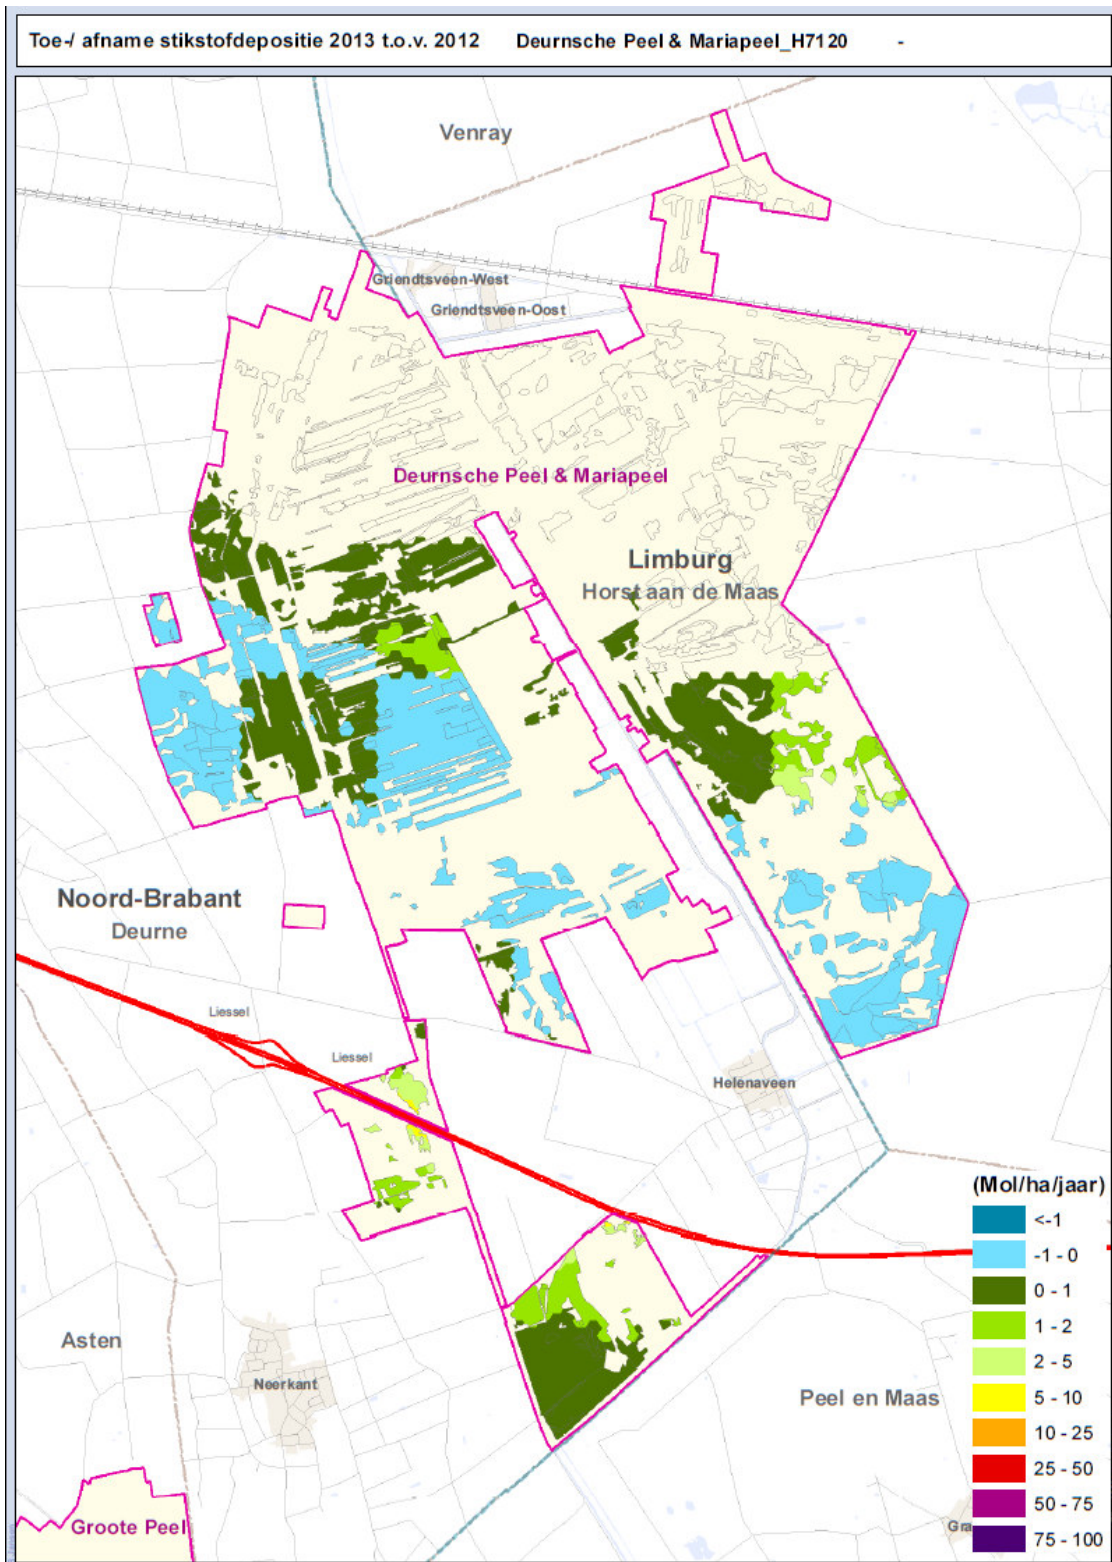 Toe-/ afname stikstofdepositie 2013 t.o.v. 2012 Deurnsche Peel & Mariapeel_H7120 -
Venray
Griendtsveen-West
Griendtsveen-Oost
Deurnsche Peel & Mariapeel
Limburg
Horst aan de Maas
Noord-Brabant
Deurne
Liessel
Liessel
Helenaveen
(Mol/ha/jaar)
<-1
-1 - 0
0 - 1
1 - 2
2 - 5
5 - 10
10 - 25
25 - 50
50 - 75
75 - 100
Asten
Neerkant
Peel en Maas
Groote Peel
Gra